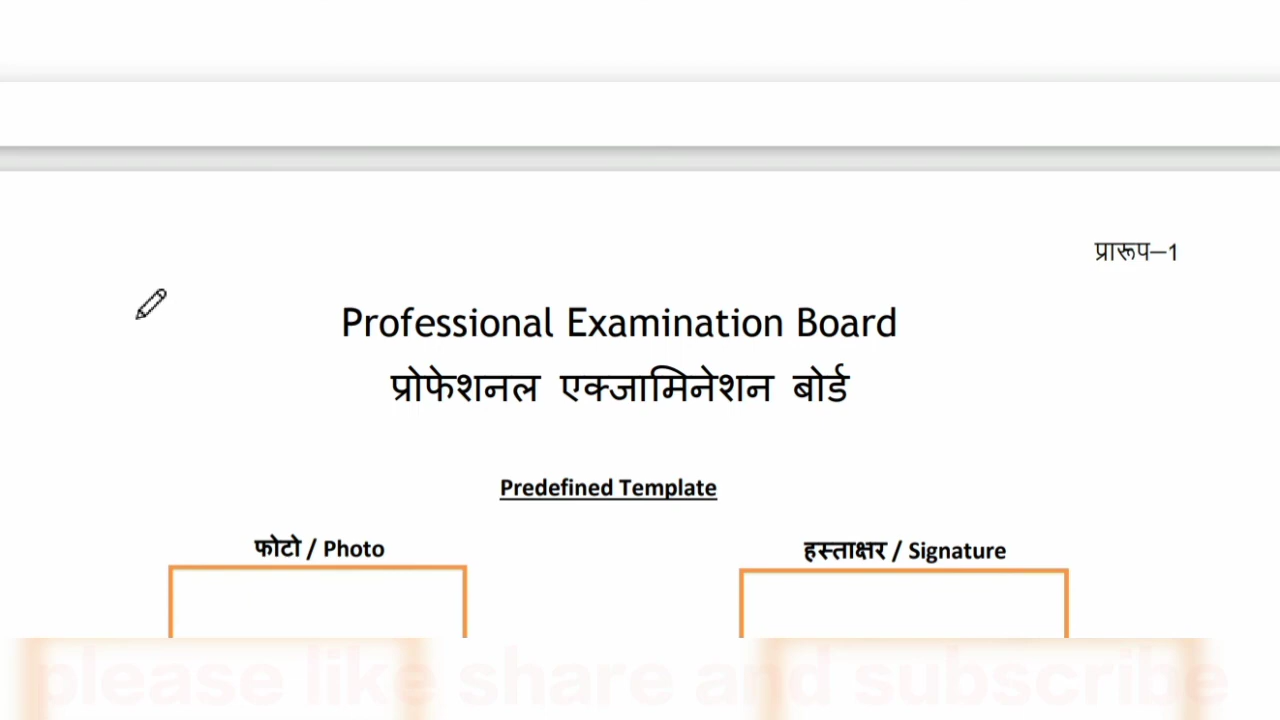 प्रारूप–1
Professional Examination Board
प्रोफेशनल एक्जामिनेशन बोर्ड
Predefined Template
फोटो / Photo
हस्ताक्षर / Signature
please like share and subscribe